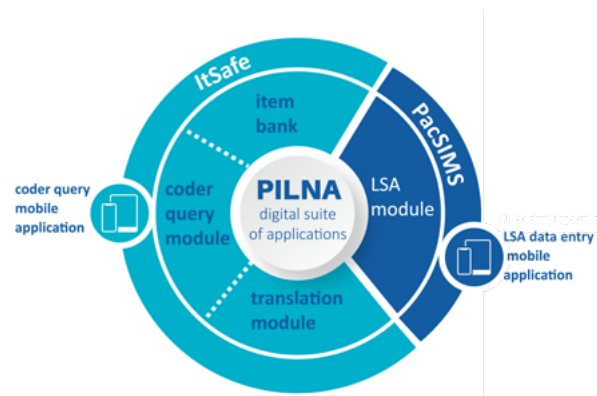 ItSafe
item
bank
PacSIMS
coder query
mobile
application
coder
query
module
PILNA
digital suite
of applications
LSA
module
LSA data entry
mobile
application
translation
module